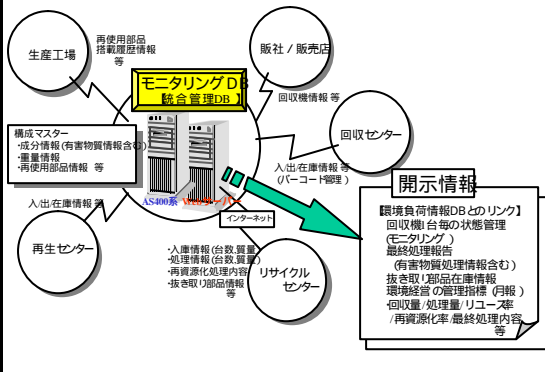 生産工場
再使用部品
搭載履歴情報
等
販社 / 販売店
回収機情報 等
モニタリングDB
【統合管理DB 】
構成マスター
・成分情報(有害物質情報含む)
・重量情報
・再使用部品情報 等
AS400系 Webサーバー
回収センター
入/出/在庫情報 等
(バーコード管理 )
入/出/在庫情報 等
再生センター
インターネット
・入庫情報 (台数,質量)
・処理情報 (台数,質量)
・再資源化処理内容
・抜き取り部品情報
等
リサイクル
センター
開示情報
【環境負荷情報DBとのリンク】
回収機1台毎の状態管理
(モニタリング )
最終処理報告
(有害物質処理情報含む )
抜き取り部品在庫情報
環境経営の管理指標 (月報 )
・回収量/処理量/リユース率
/再資源化率/最終処理内容
等